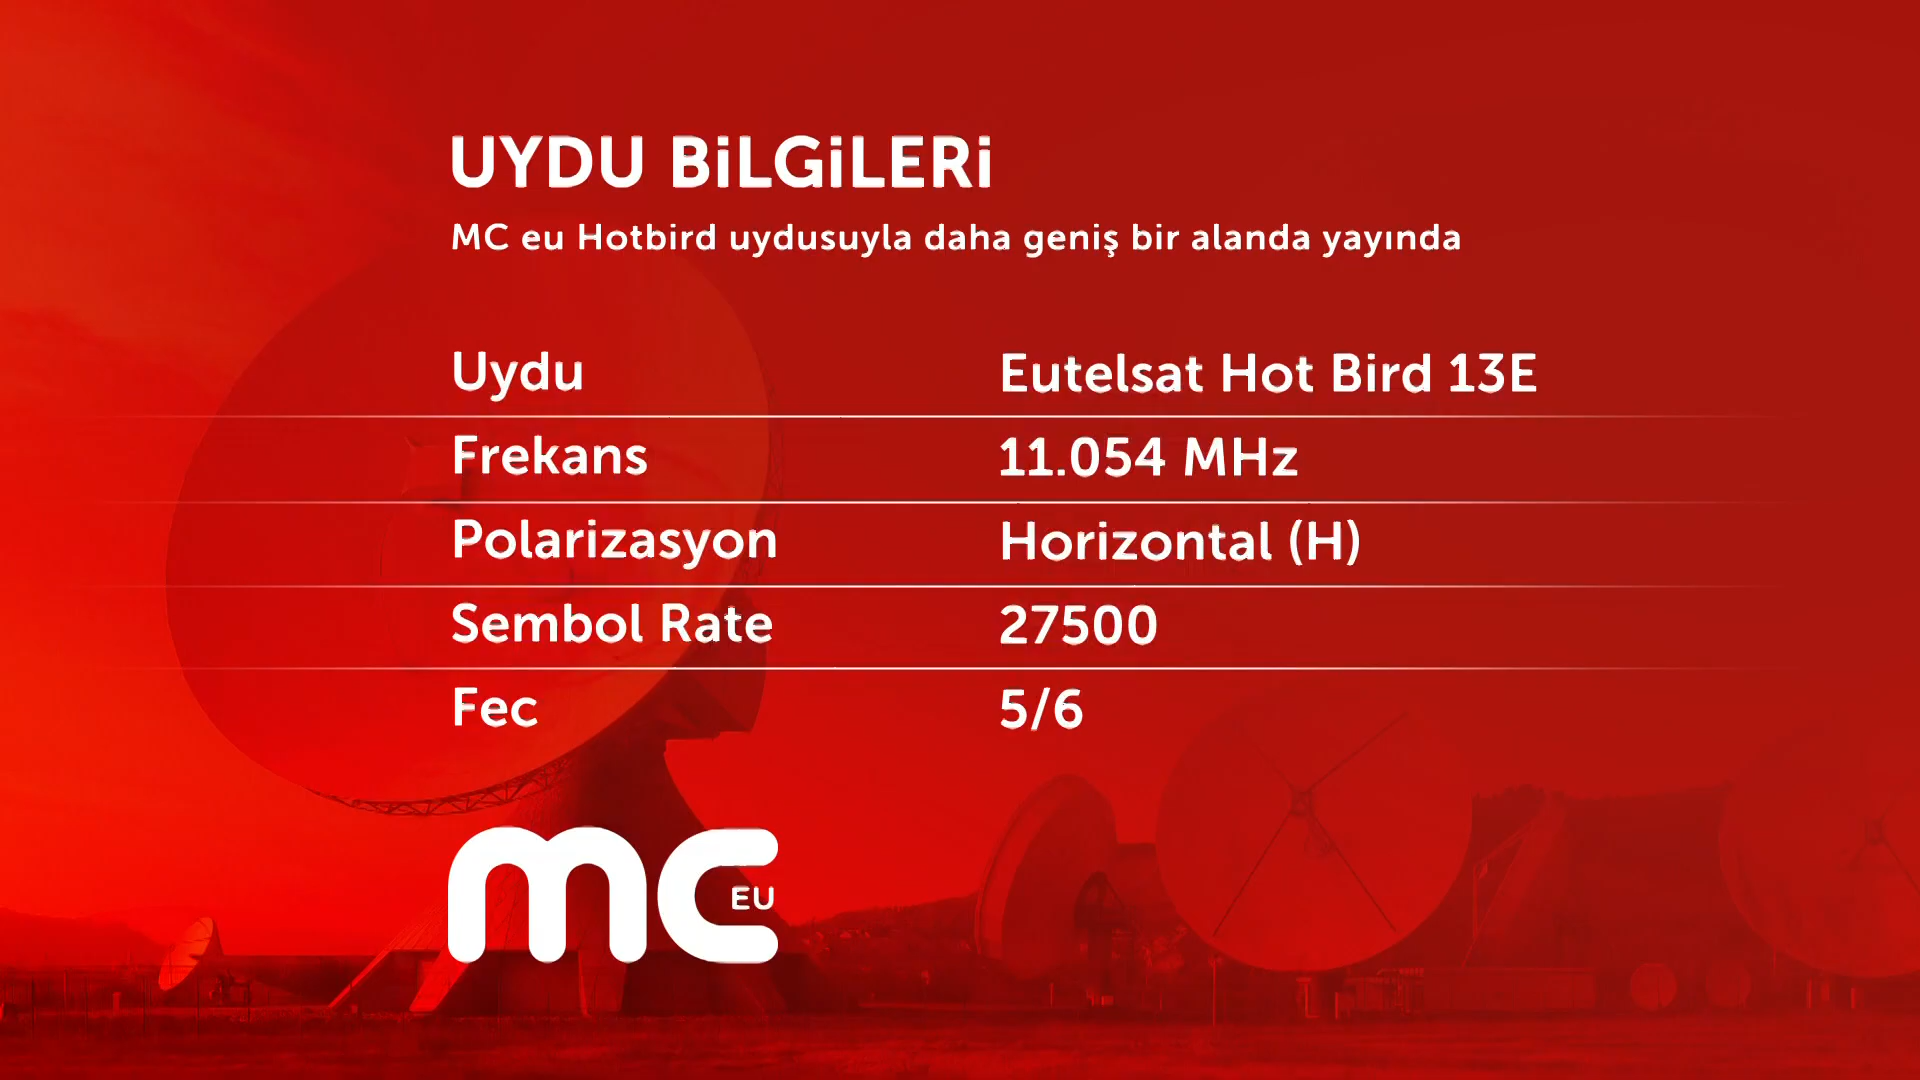 UYDU BİLGİLERİ
MC eu Hotbird uydusuyla daha geniş bir alanda yayında
Uydu Eutelsat Hot Bird 13E
Frekans 11.054 MHz
Polarizasyon Horizontal (H)
Sembol Rate 27500
Fec 5/6
mc EU